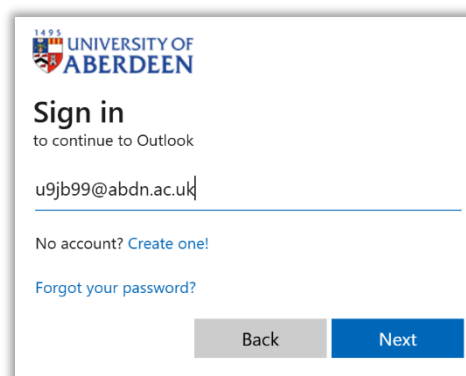 1495
UNIVERSITY OF
ABERDEEN
Sign in
to continue to Outlook
u9jb99@abdn.ac.uk
No account? Create one!
Forgot your password?
Back Next